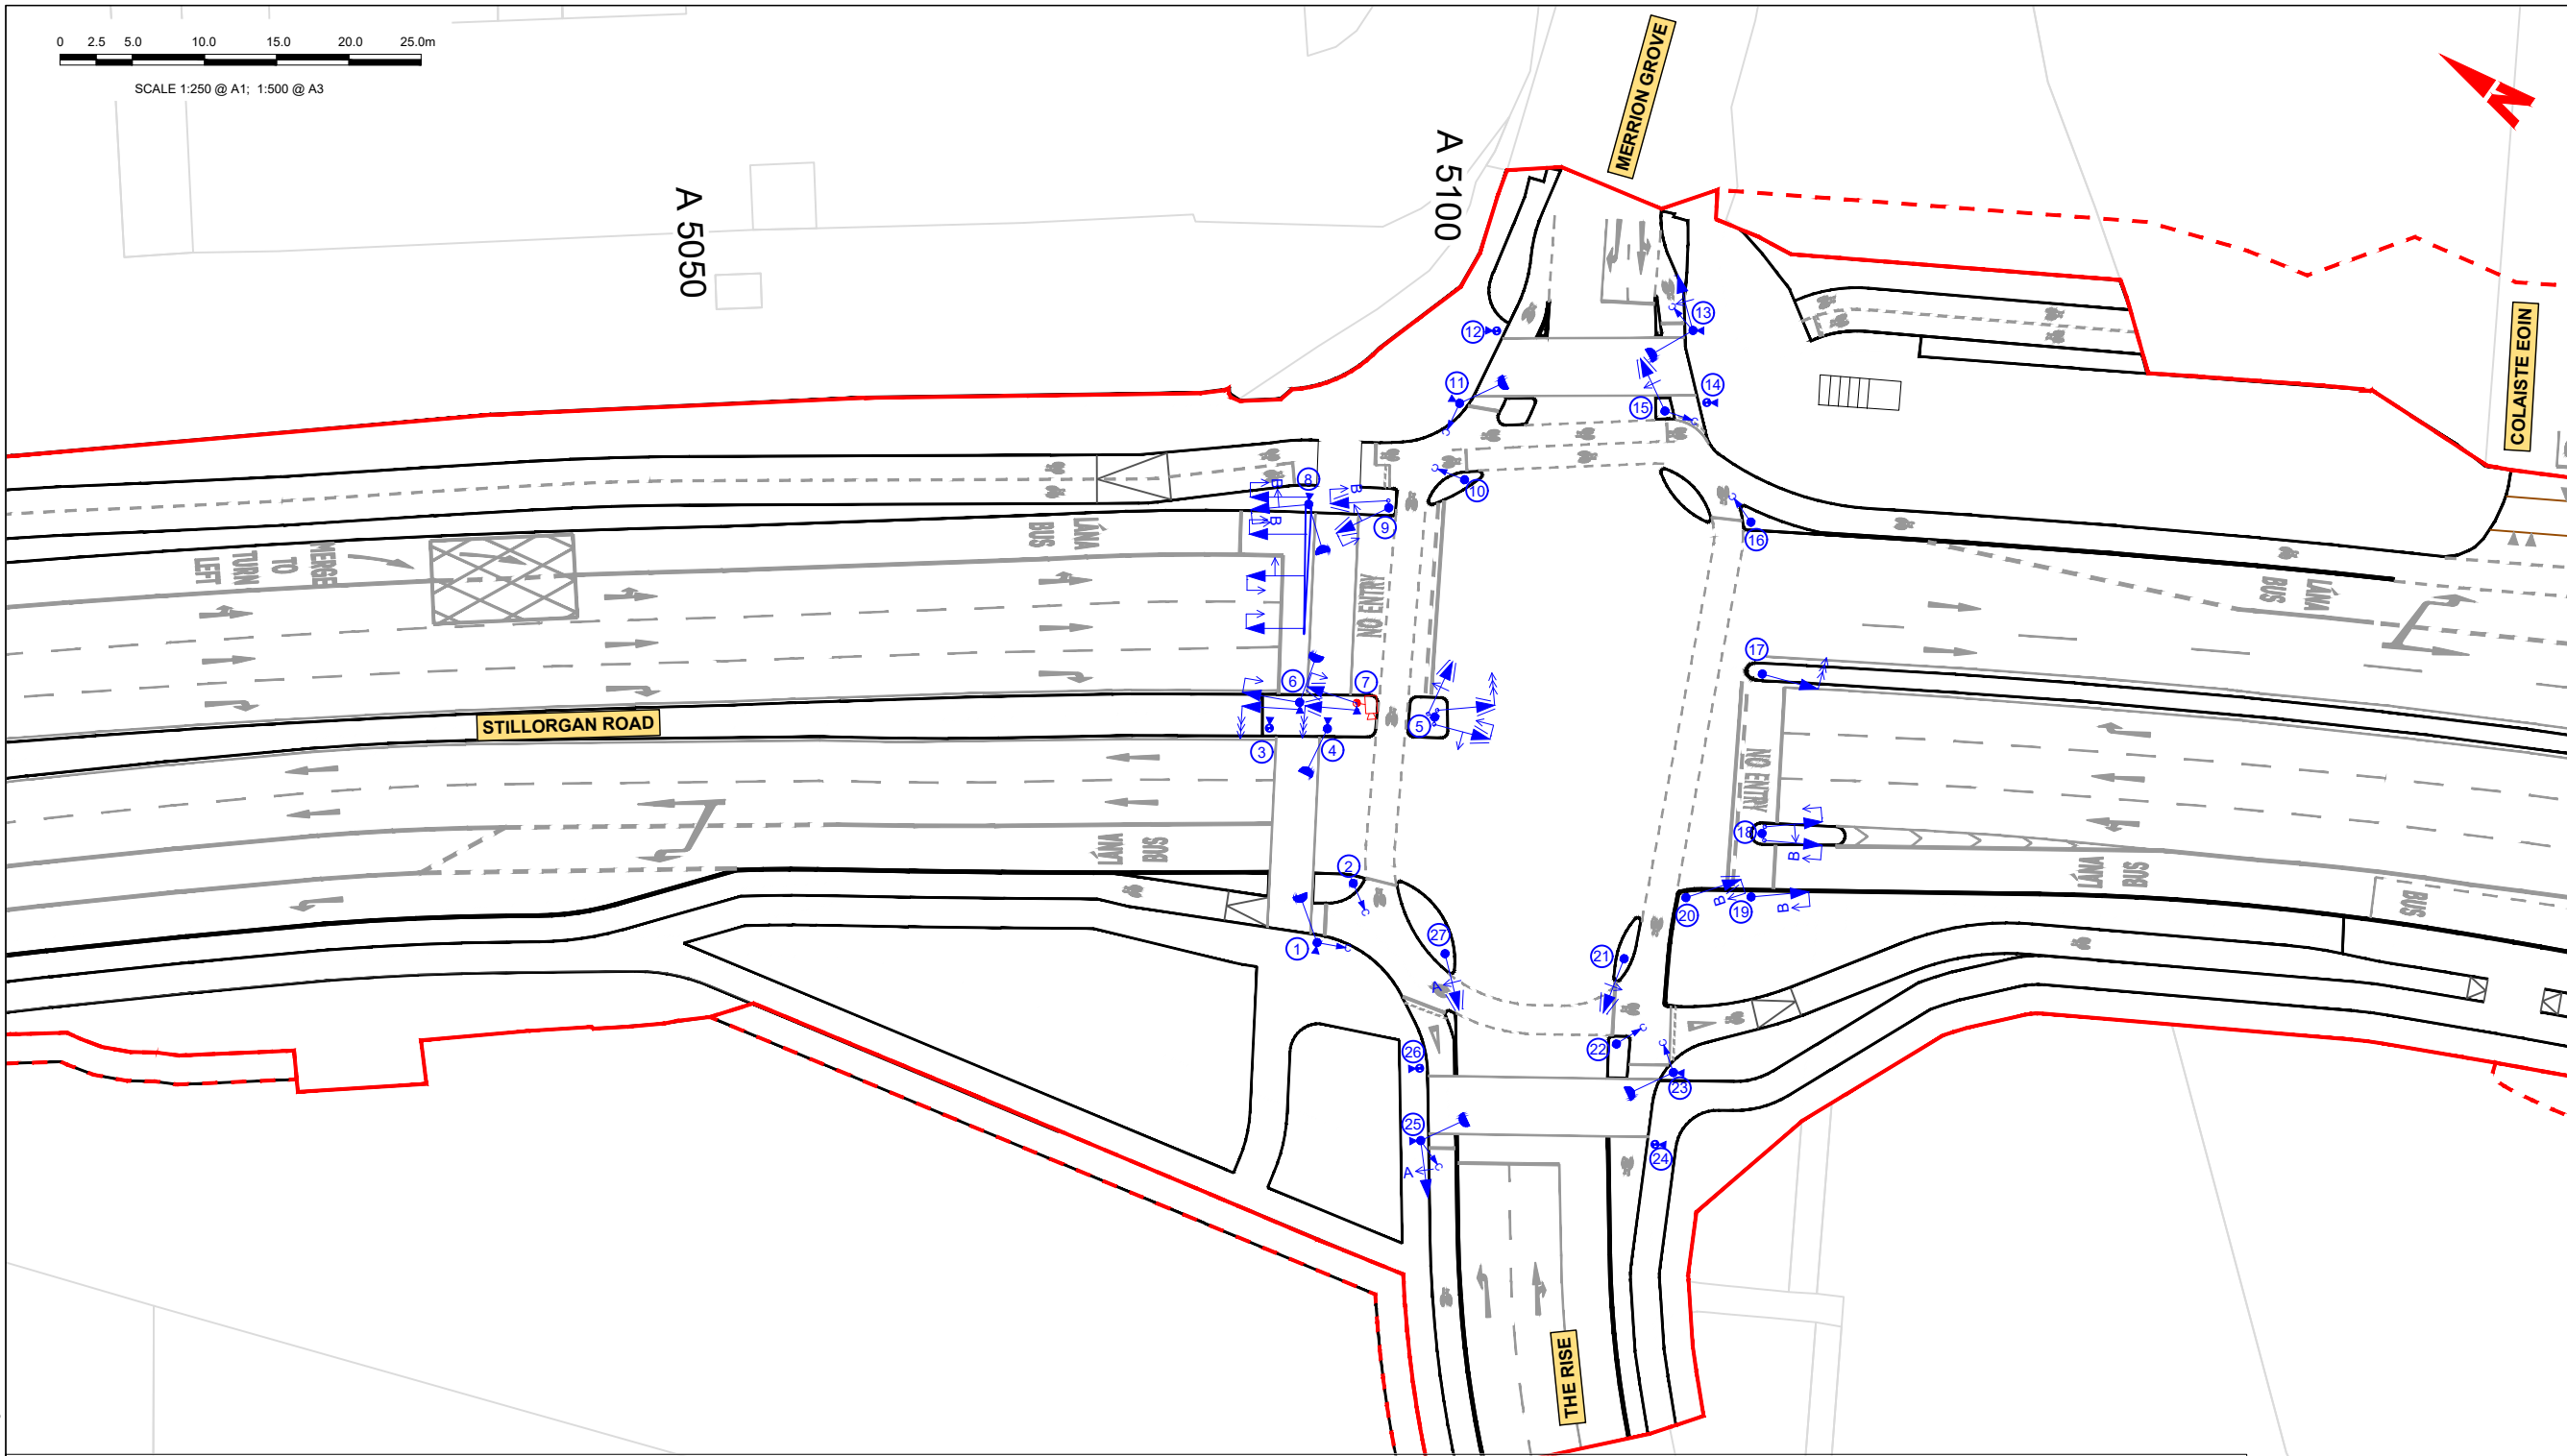 0 2.5 5.0 10.0 15.0 20.0 25.0m
SCALE 1:250 @ A1; 1:500 @ A3
MERRION GROVE
N
A 5050
A 5100
COLAISTE EOIN
12
13
11
14
15
8
B
B
B
9
10
16
LÁNA
BUS
MERGE
TO
TURN
LEFT
NO ENTRY
LÁNA
BUS
17
6
7
5
STILLORGAN ROAD
3
4
NO ENTRY
18
B
LÁNA
BUS
2
LÁNA
BUS
BUS
20
B
19
B
1
27
A
21
22
26
23
25
A
24
THE RISE